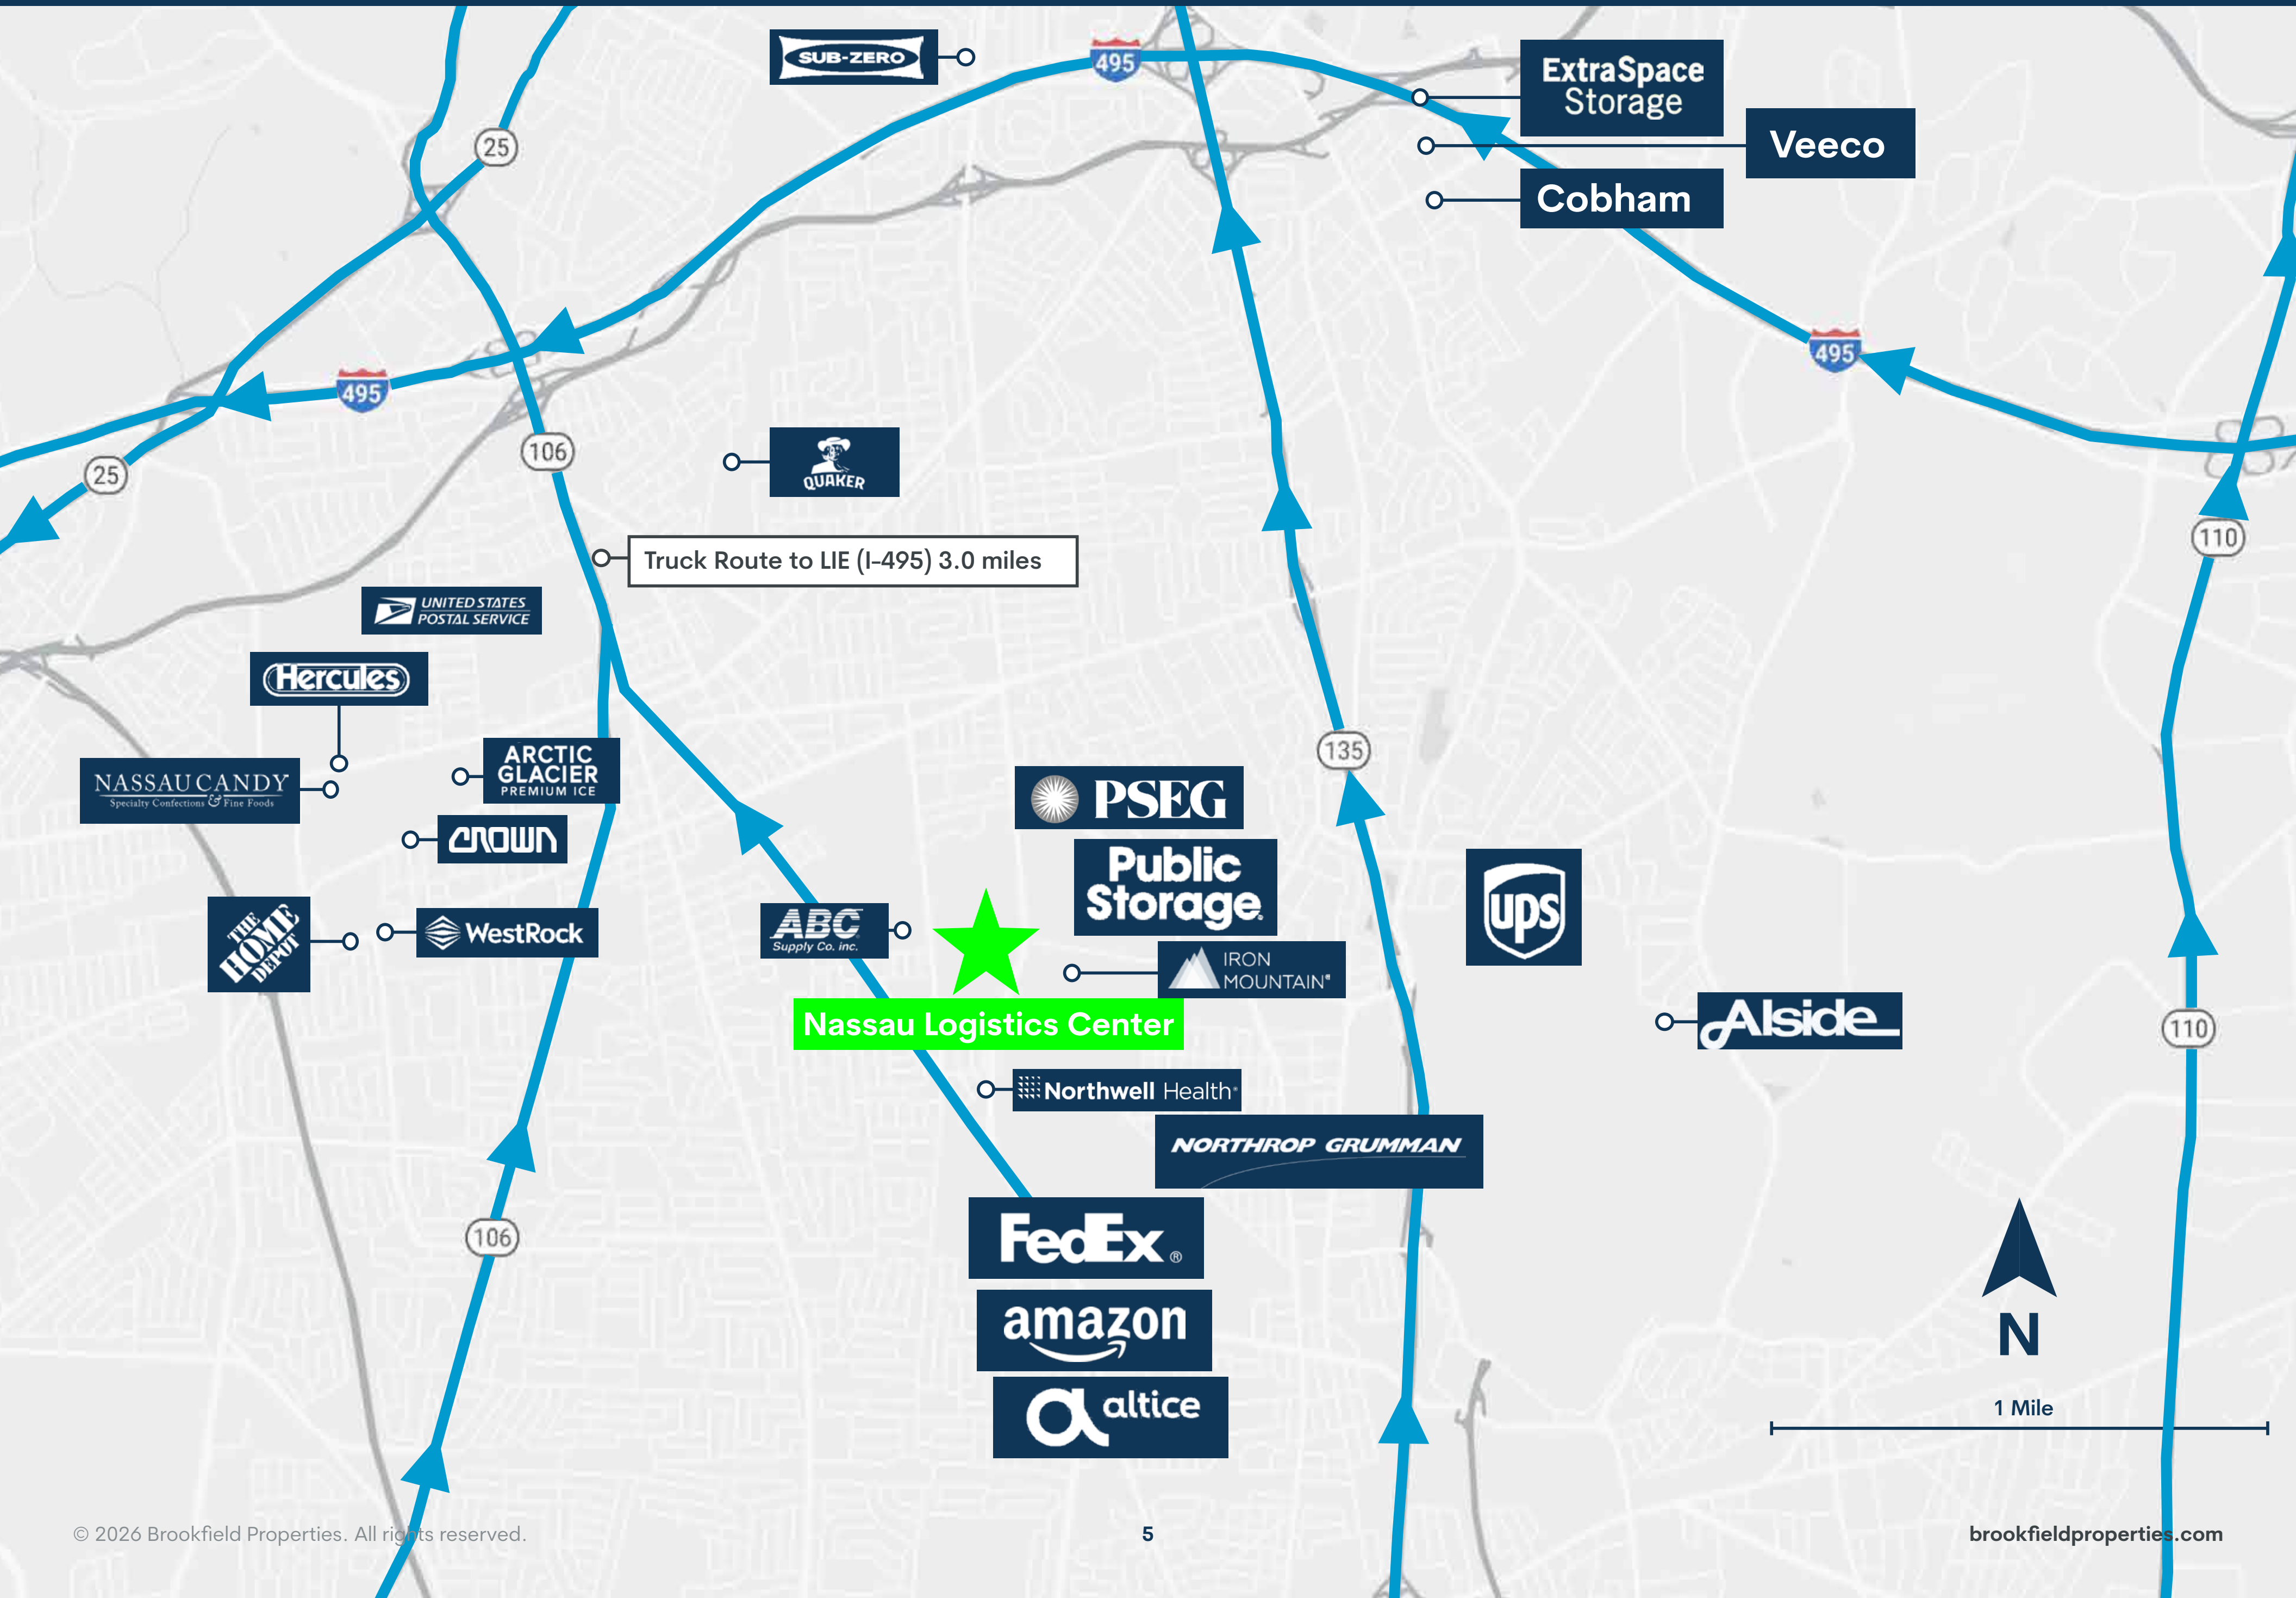 SUB-ZERO
495
ExtraSpace
Storage
Veeco
Cobham
25
495
495
106
25
QUAKER
110
Truck Route to LIE (I-495) 3.0 miles
UNITED STATES
POSTAL SERVICE
Hercules
NASSAU CANDY
Specialty Confections & Fine Foods
ARCTIC
GLACIER
PREMIUM ICE
135
PSEG
CROWN
Public
Storage
ups
THE
HOME
DEPOT
WestRock
ABC
Supply Co. inc.
IRON
MOUNTAIN®
Nassau Logistics Center
Alside
110
Northwell Health®
NORTHROP GRUMMAN
FedEx®
106
amazon
N
altice
1 Mile
© 2026 Brookfield Properties. All rights reserved.
5
brookfieldproperties.com